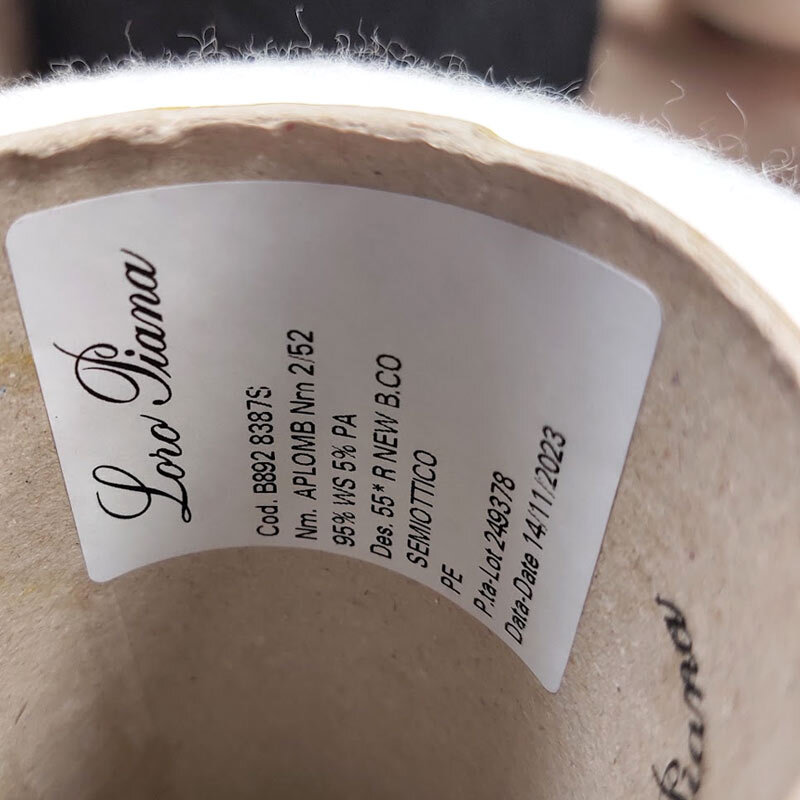 Loro Piana
Cod. B892 8387S
Nm. APLOMB Nm 2/52
95% WS 5% PA
Des. 55* R NEW B.CO
SEMIOTTICO
PE
P.ta-Lot 249378
Data-Date 14/11/2023
Piana